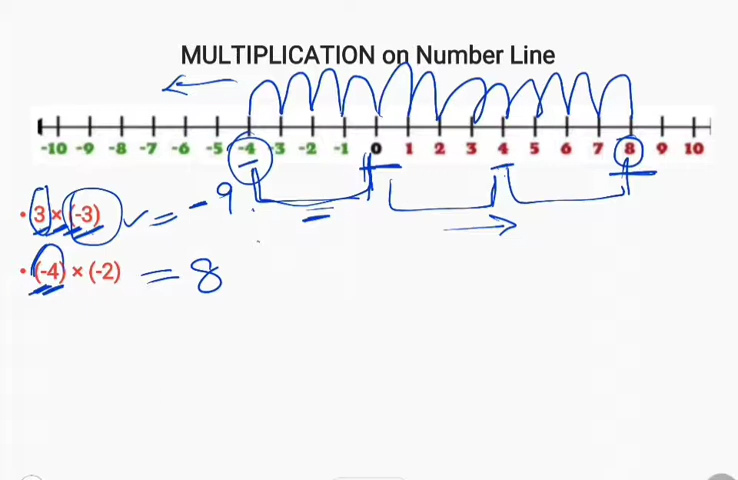 MULTIPLICATION on Number Line
-10 -9 -8 -7 -6 -5 -4 -3 -2 -1 0 1 2 3 4 5 6 7 8 9 10
• 3 × (-3) = -9
• (-4) × (-2) = 8